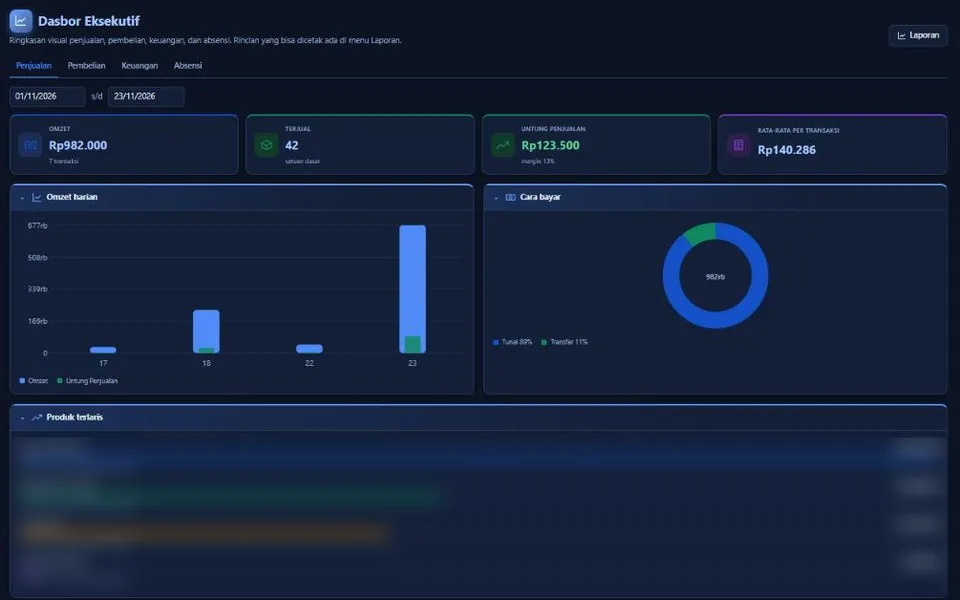 Dasbor Eksekutif
Ringkasan visual penjualan, pembelian, keuangan, dan absensi. Rincian yang bisa dicetak ada di menu Laporan.
Laporan
Penjualan Pembelian Keuangan Absensi
01/11/2026 s/d 23/11/2026
OMZET
Rp982.000
7 transaksi
TERJUAL
42
satuan dasar
UNTUNG PENJUALAN
Rp123.500
margin 13%
RATA-RATA PER TRANSAKSI
Rp140.286
Omzet harian
677rb
508rb
339rb
169rb
0
17 18 22 23
Omzet Untung Penjualan
Cara bayar
982rb
Tunai 89% Transfer 11%
Produk terlaris